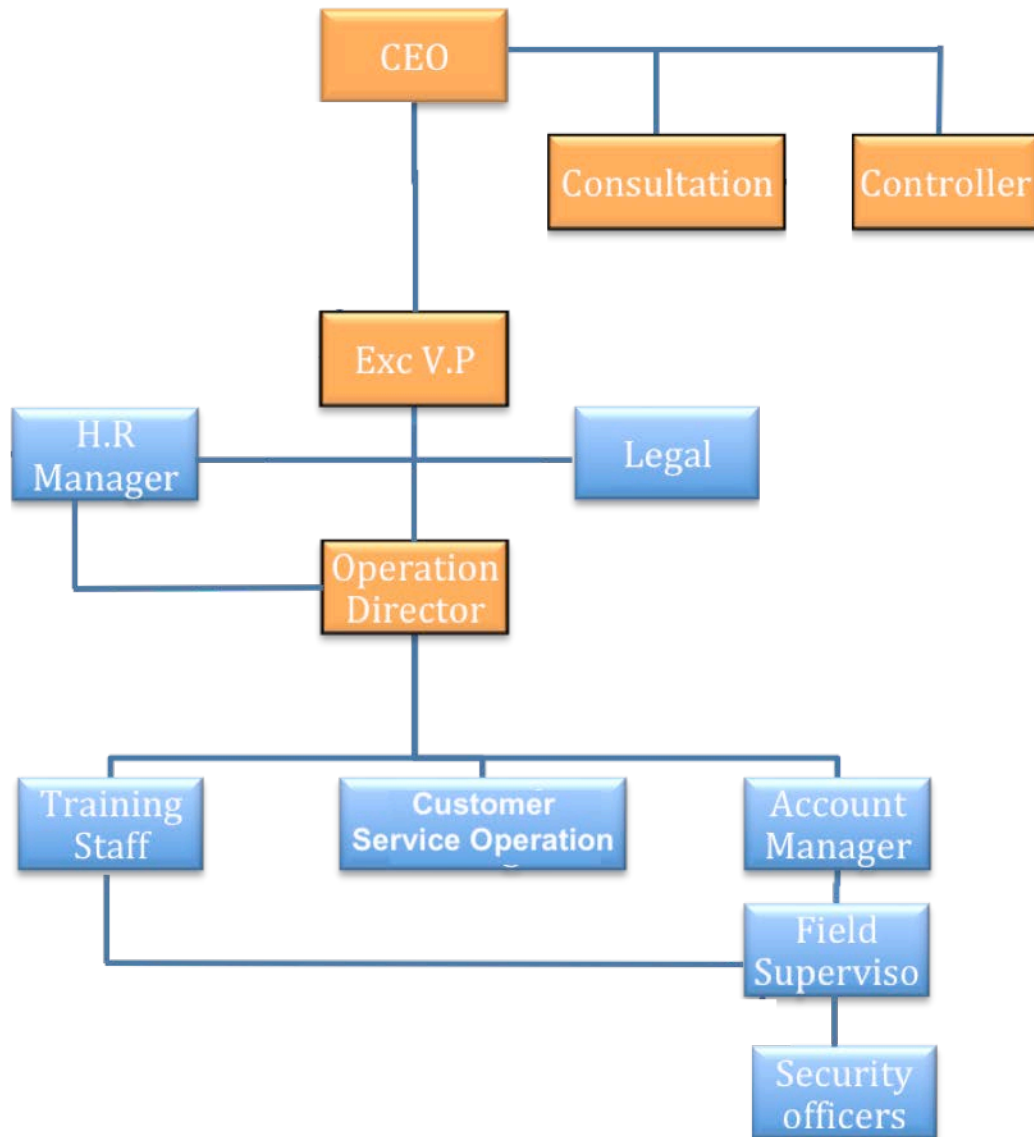 CEO
Consultation
Controller
Exc V.P
H.R
Manager
Legal
Operation
Director
Training
Staff
Customer
Service Operation
Account
Manager
Field
Superviso
Security
officers